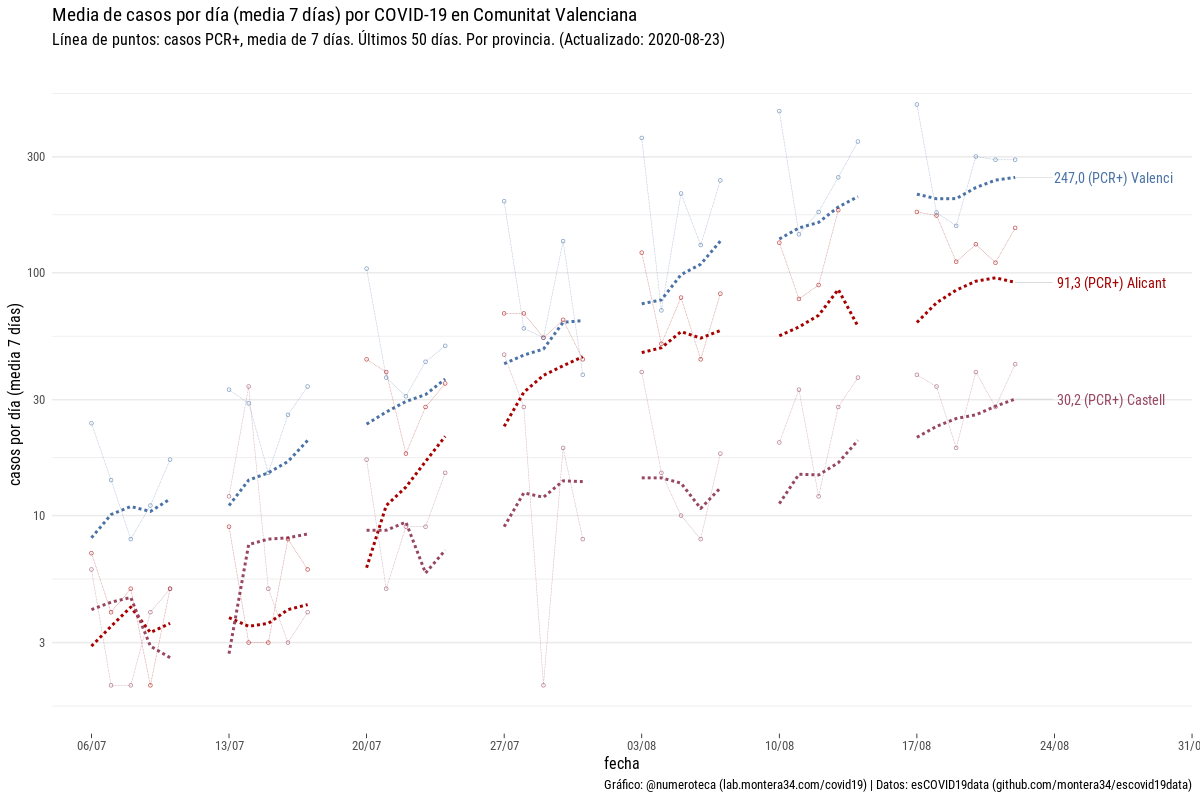 Media de casos por día (media 7 días) por COVID-19 en Comunitat Valenciana
Línea de puntos: casos PCR+, media de 7 días. Últimos 50 días. Por provincia. (Actualizado: 2020-08-23)
casos por día (media 7 días)
300
100
30
10
3
247,0 (PCR+) Valenci
91,3 (PCR+) Alicant
30,2 (PCR+) Castell
06/07
13/07
20/07
27/07
03/08
10/08
17/08
24/08
31/0
fecha
Gráfico: @numeroteca (lab.montera34.com/covid19) | Datos: esCOVID19data (github.com/montera34/escovid19data)